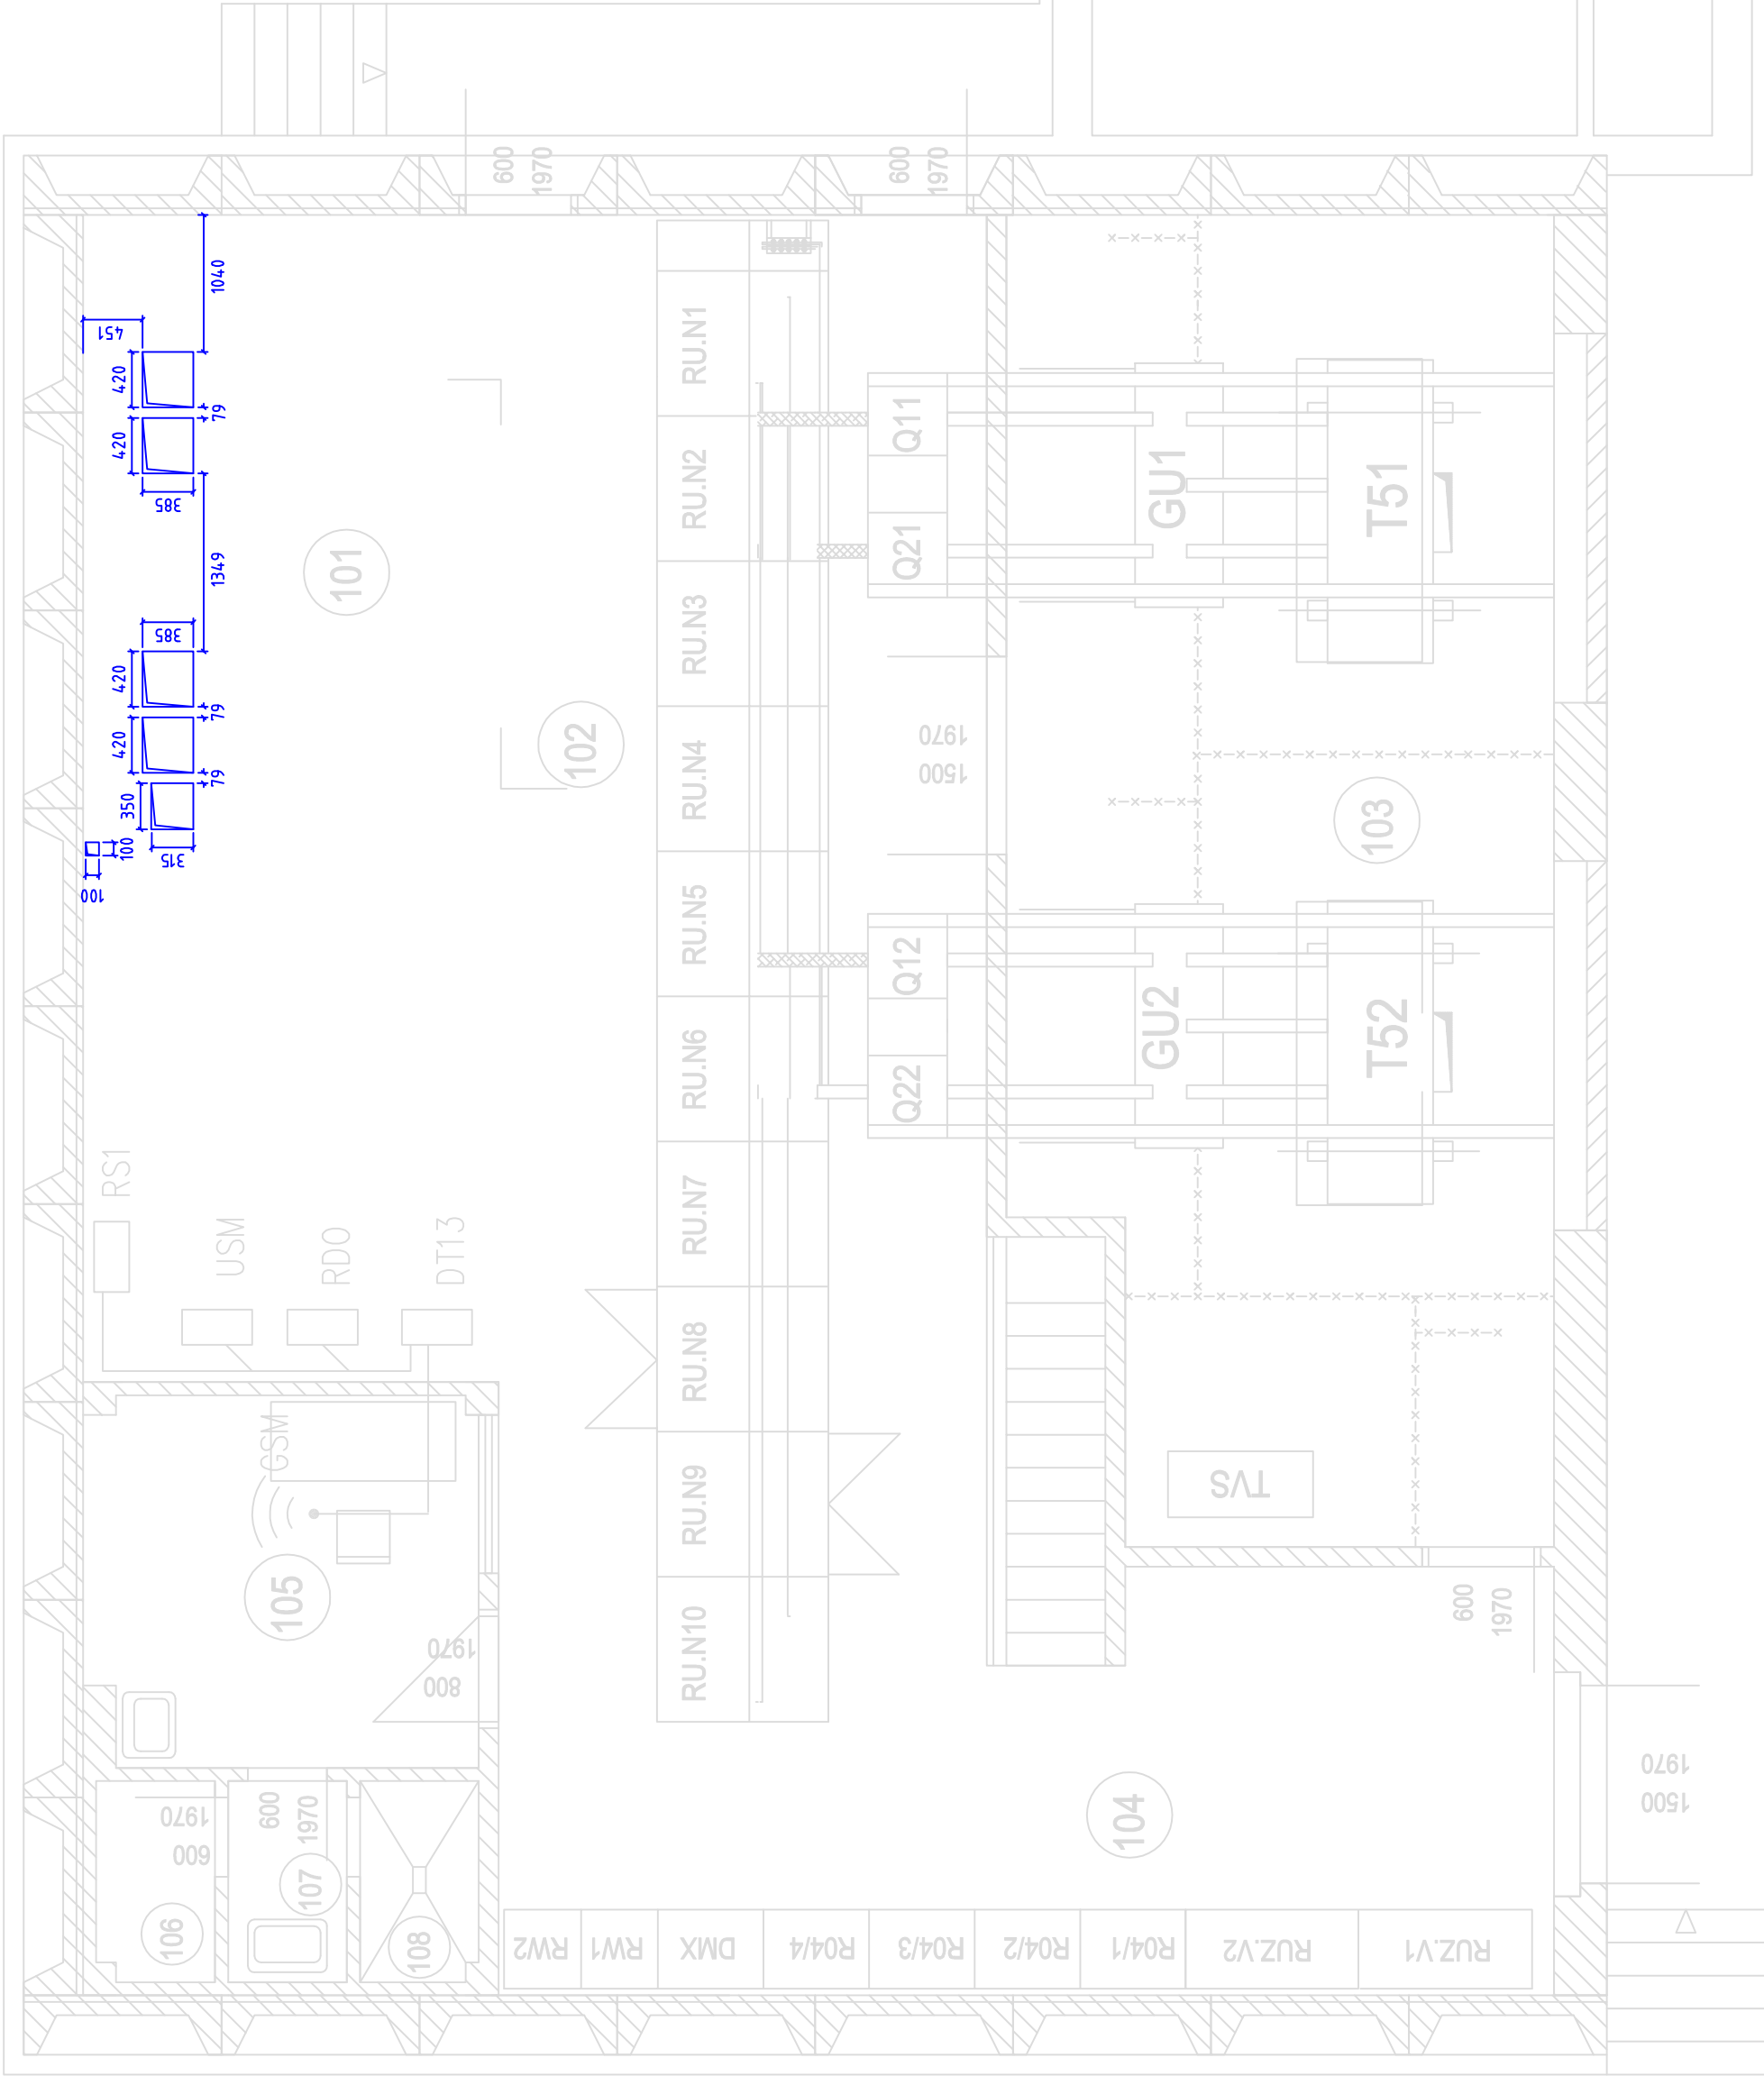 600
1970
600
1970
1040
451
420
79
420
385
1349
385
420
79
420
79
350
100
315
100
101
102
RU.N1
RU.N2
RU.N3
RU.N4
RU.N5
RU.N6
RU.N7
RU.N8
RU.N9
RU.N10
Q11
Q21
GU1
T51
1970
1500
103
Q12
Q22
GU2
T52
RS1
USM
RDO
DT13
GSM
105
1970
800
TVS
600
1970
1970
1500
104
1970
600
600
1970
106
107
108
RW2
RW1
DMX
R04/4
R04/3
R04/2
R04/1
RUZ.V2
RUZ.V1